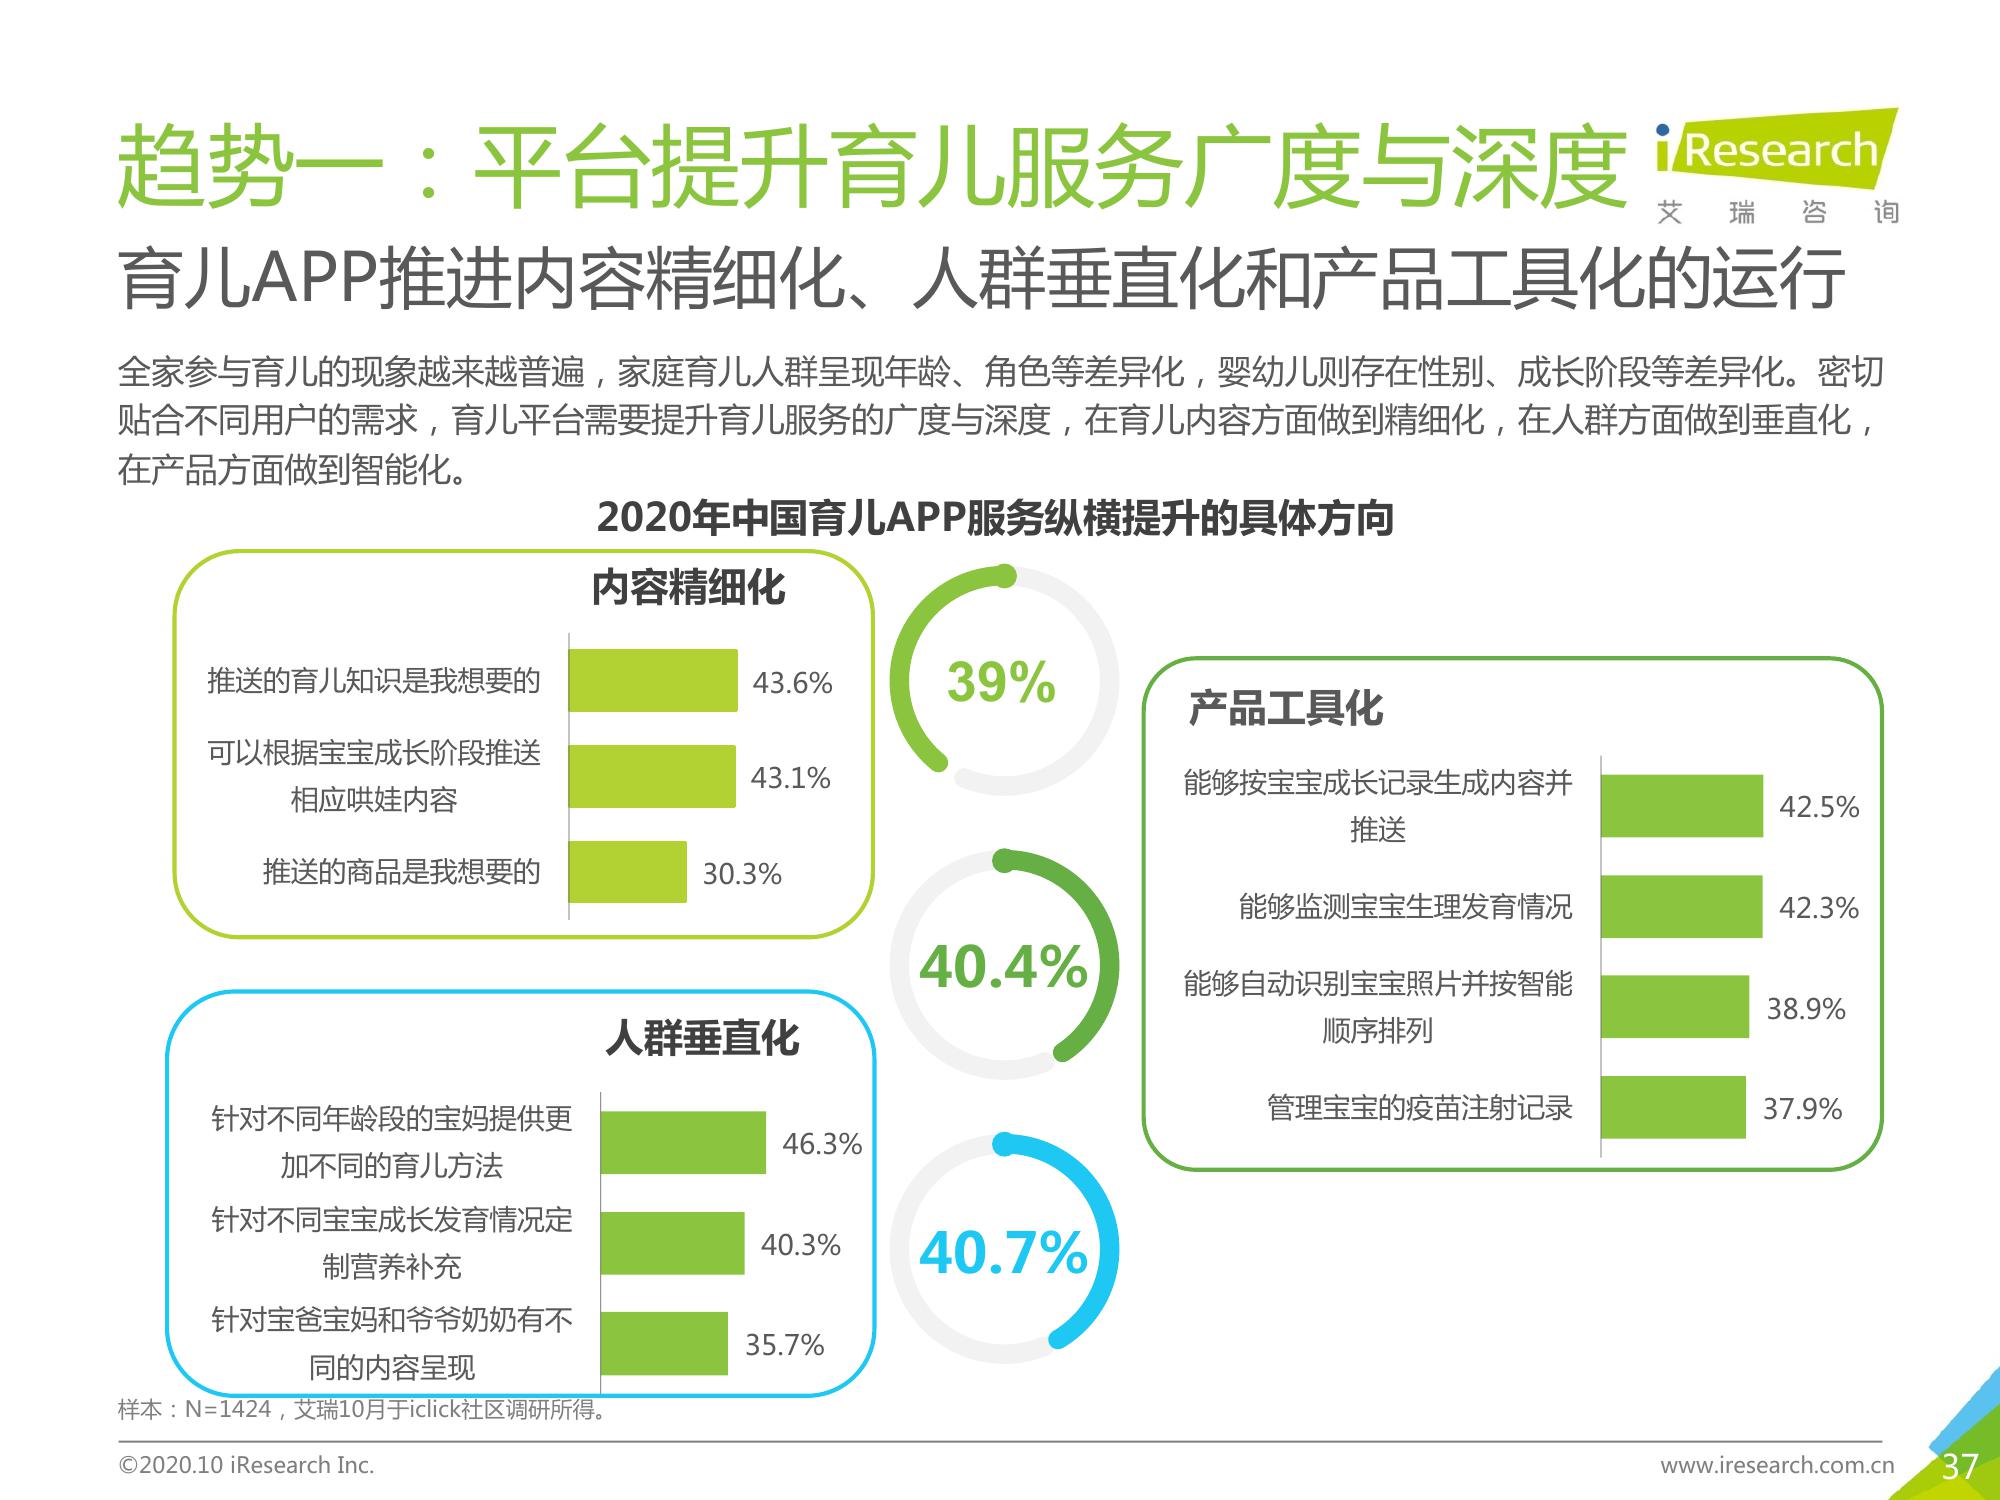 趋势一：平台提升育儿服务广度与深度
iResearch
艾瑞咨询
育儿APP推进内容精细化、人群垂直化和产品工具化的运行
全家参与育儿的现象越来越普遍，家庭育儿人群呈现年龄、角色等差异化，婴幼儿则存在性别、成长阶段等差异化。密切
贴合不同用户的需求，育儿平台需要提升育儿服务的广度与深度，在育儿内容方面做到精细化，在人群方面做到垂直化，
在产品方面做到智能化。
2020年中国育儿APP服务纵横提升的具体方向
内容精细化
推送的育儿知识是我想要的
43.6%
可以根据宝宝成长阶段推送
相应哄娃内容
43.1%
推送的商品是我想要的
30.3%
39%
40.4%
40.7%
产品工具化
能够按宝宝成长记录生成内容并
推送
42.5%
能够监测宝宝生理发育情况
42.3%
能够自动识别宝宝照片并按智能
顺序排列
38.9%
管理宝宝的疫苗注射记录
37.9%
人群垂直化
针对不同年龄段的宝妈提供更
加不同的育儿方法
46.3%
针对不同宝宝成长发育情况定
制营养补充
40.3%
针对宝爸宝妈和爷爷奶奶有不
同的内容呈现
35.7%
样本：N=1424，艾瑞10月于iclick社区调研所得。
©2020.10 iResearch Inc.
www.iresearch.com.cn
37